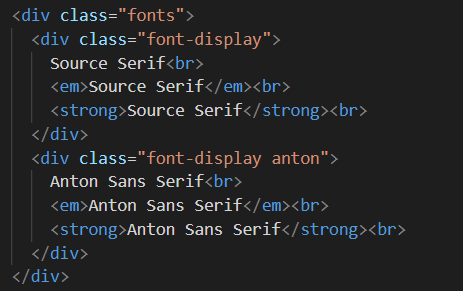 <div class="fonts">
<div class="font-display">
Source Serif<br>
<em>Source Serif</em><br>
<strong>Source Serif</strong><br>
</div>
<div class="font-display anton">
Anton Sans Serif<br>
<em>Anton Sans Serif</em><br>
<strong>Anton Sans Serif</strong><br>
</div>
</div>